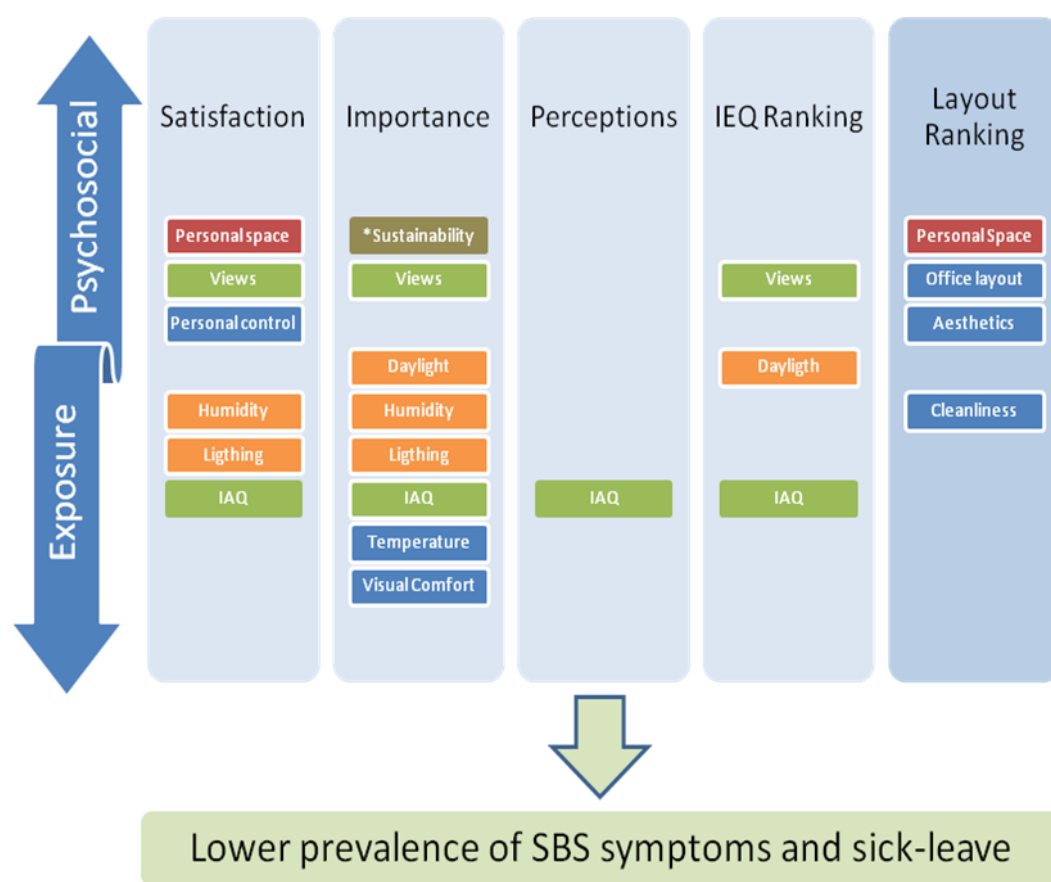 Psychosocial
Exposure
Satisfaction
Personal space
Views
Personal control
Humidity
Ligthing
IAQ
Importance
*Sustainability
Views
Daylight
Humidity
Ligthing
IAQ
Temperature
Visual Comfort
Perceptions
IAQ
IEQ Ranking
Views
Dayligth
IAQ
Layout
Ranking
Personal Space
Office layout
Aesthetics
Cleanliness
Lower prevalence of SBS symptoms and sick-leave